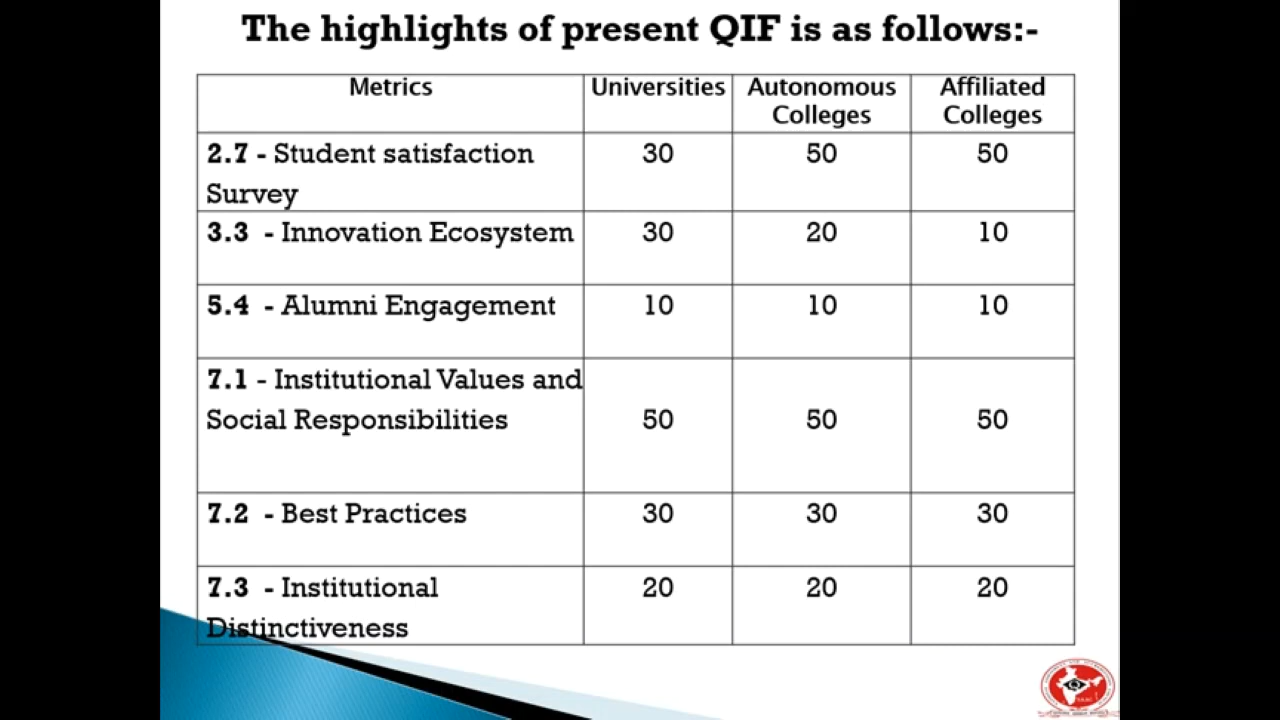 The highlights of present QIF is as follows:-
Metrics Universities Autonomous Colleges Affiliated Colleges
2.7 - Student satisfaction Survey 30 50 50
3.3 - Innovation Ecosystem 30 20 10
5.4 - Alumni Engagement 10 10 10
7.1 - Institutional Values and Social Responsibilities 50 50 50
7.2 - Best Practices 30 30 30
7.3 - Institutional Distinctiveness 20 20 20